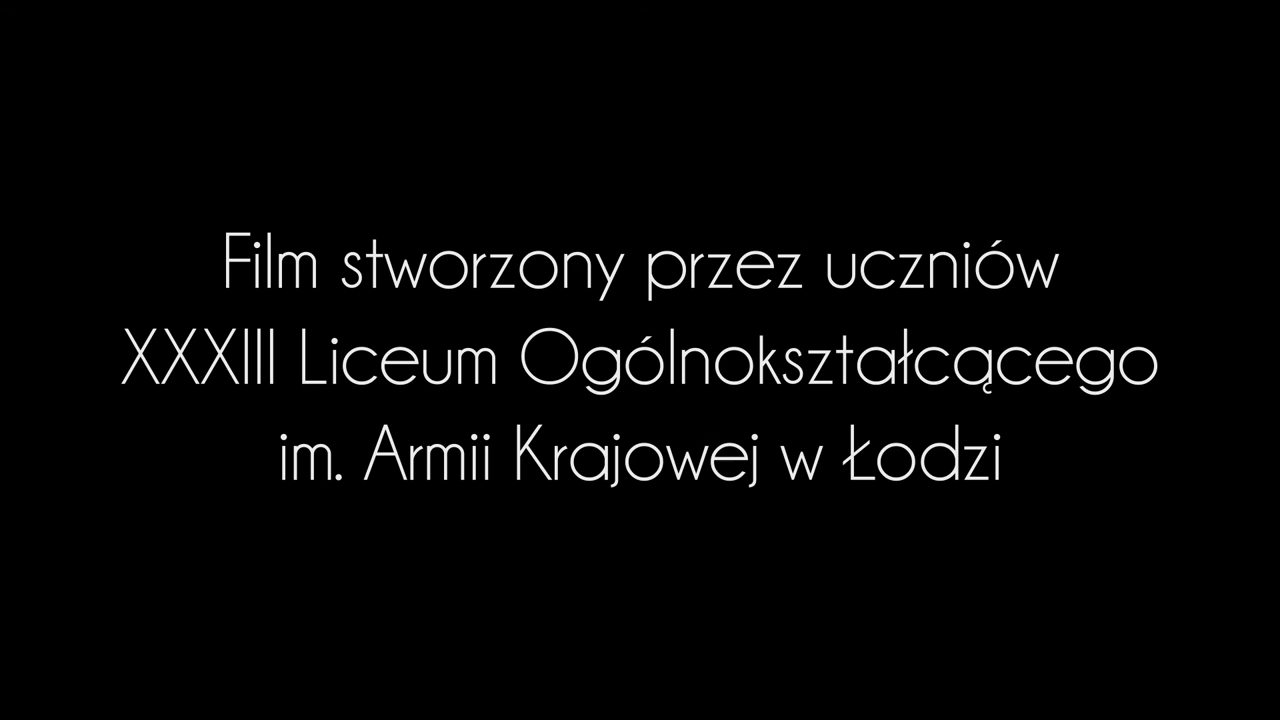 Film stworzony przez uczniów
XXXIII Liceum Ogólnokształcącego
im. Armii Krajowej w Łodzi